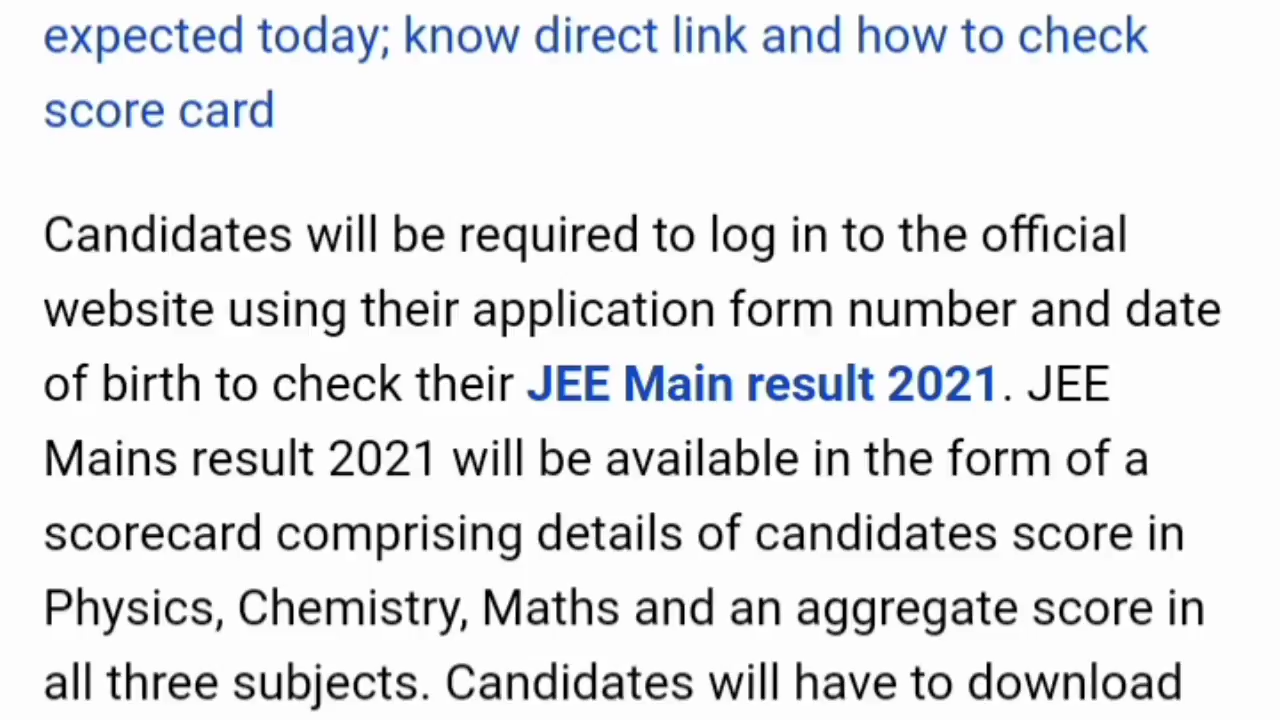 expected today; know direct link and how to check
score card
Candidates will be required to log in to the official
website using their application form number and date
of birth to check their JEE Main result 2021. JEE
Mains result 2021 will be available in the form of a
scorecard comprising details of candidates score in
Physics, Chemistry, Maths and an aggregate score in
all three subjects. Candidates will have to download